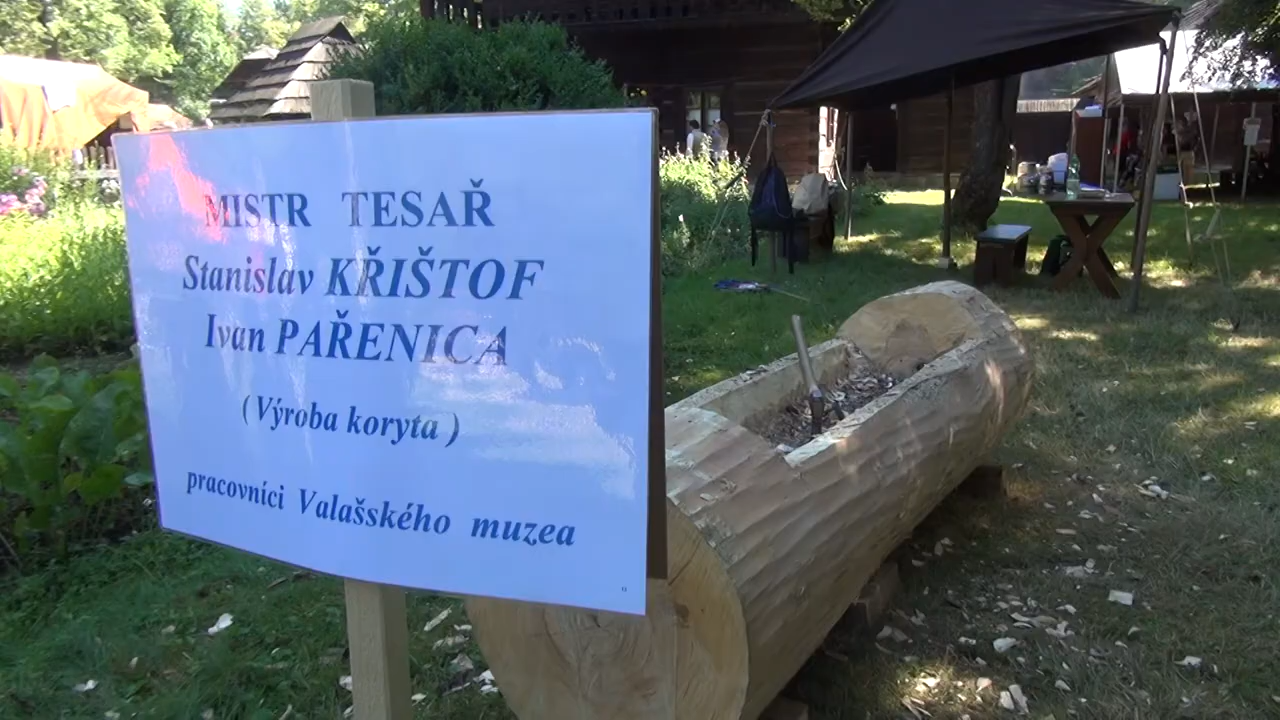 MISTR TESAŘ
Stanislav KŘIŠTOF
Ivan PAŘENICA
(Výroba koryta)
pracovníci Valašského muzea